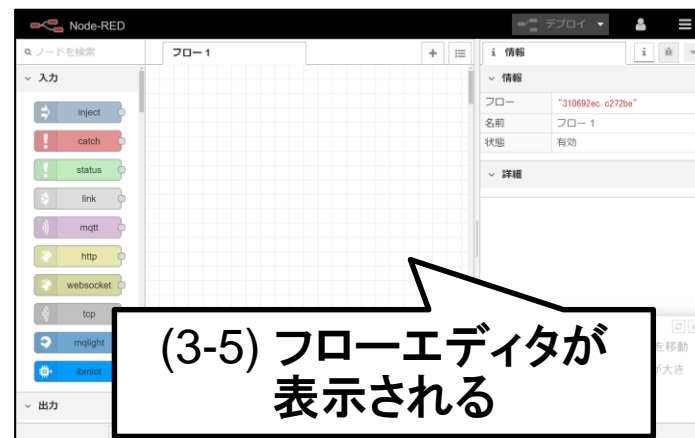 Node-RED
デプロイ
ノードを検索
フロー 1
i 情報
i
入力
情報
inject
フロー "310692ec.c272be"
名前 フロー 1
catch
状態 有効
status
詳細
link
mqtt
http
websocket
tcp
mqlight
を移動
ibmiot
が大き
出力
(3-5) フローエディタが
表示される